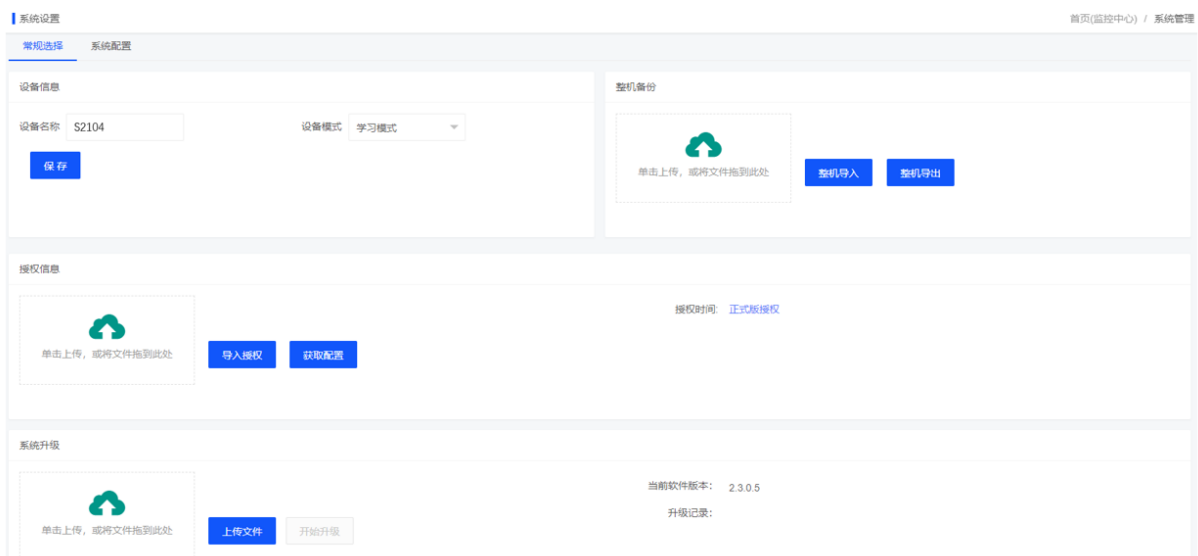 系统设置
首页(监控中心) / 系统管理
常规选择 系统配置
设备信息
设备名称 S2104 设备模式 学习模式
保 存
整机备份
单击上传，或将文件拖到此处
整机导入 整机导出
授权信息
单击上传，或将文件拖到此处
导入授权 获取配置
授权时间: 正式版授权
系统升级
单击上传，或将文件拖到此处
上传文件 开始升级
当前软件版本： 2.3.0.5
升级记录：